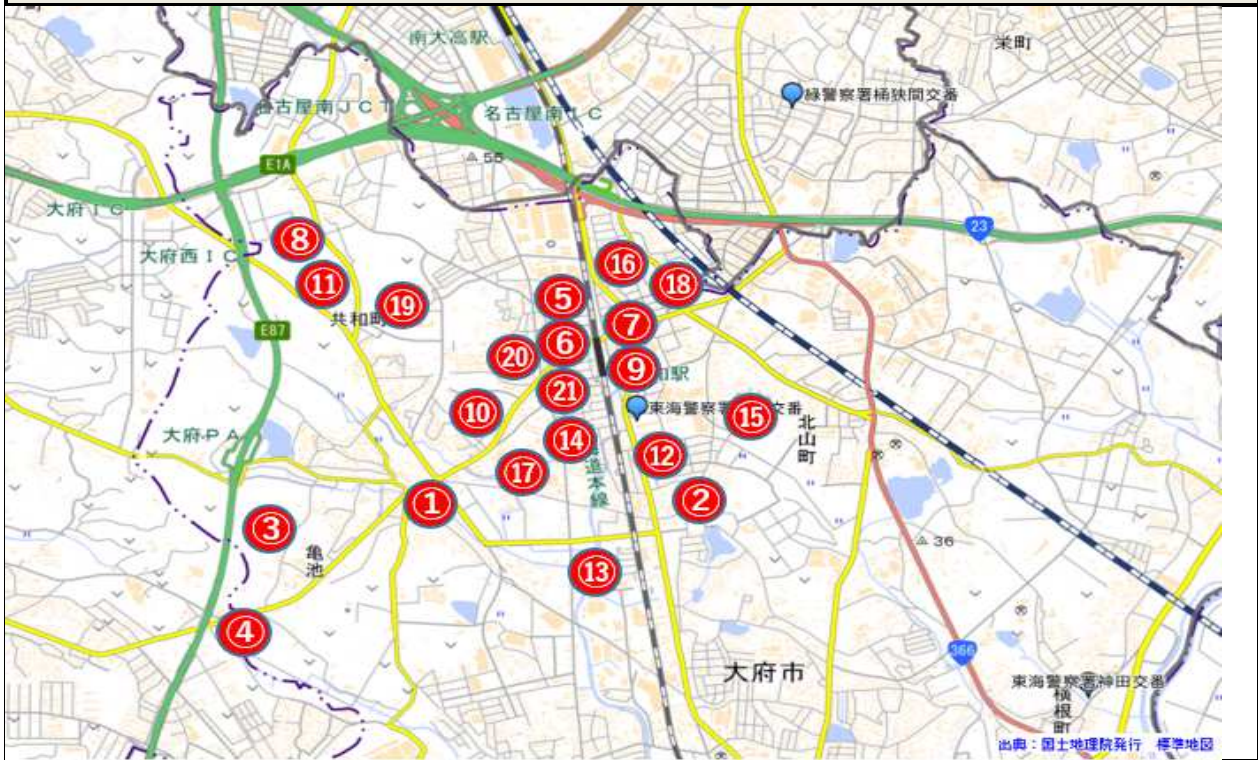 南大高駅
栄町
緑警察署桶狭間交番
名古屋南JCT
名古屋南IC
55
E1A
大府IC
23
⑧
大府西IC
⑯
⑪
⑱
⑤
⑲
共和町
⑦
E87
⑥
⑳
⑨
和駅
㉑
⑩
東海警察署
交番
⑮
北山町
大府PA
⑭
⑫
⑰
道本線
①
②
③
36
亀池
⑬
④
366
大府市
東海警察署神田交番
横根町
出典：国土地理院発行 標準地図